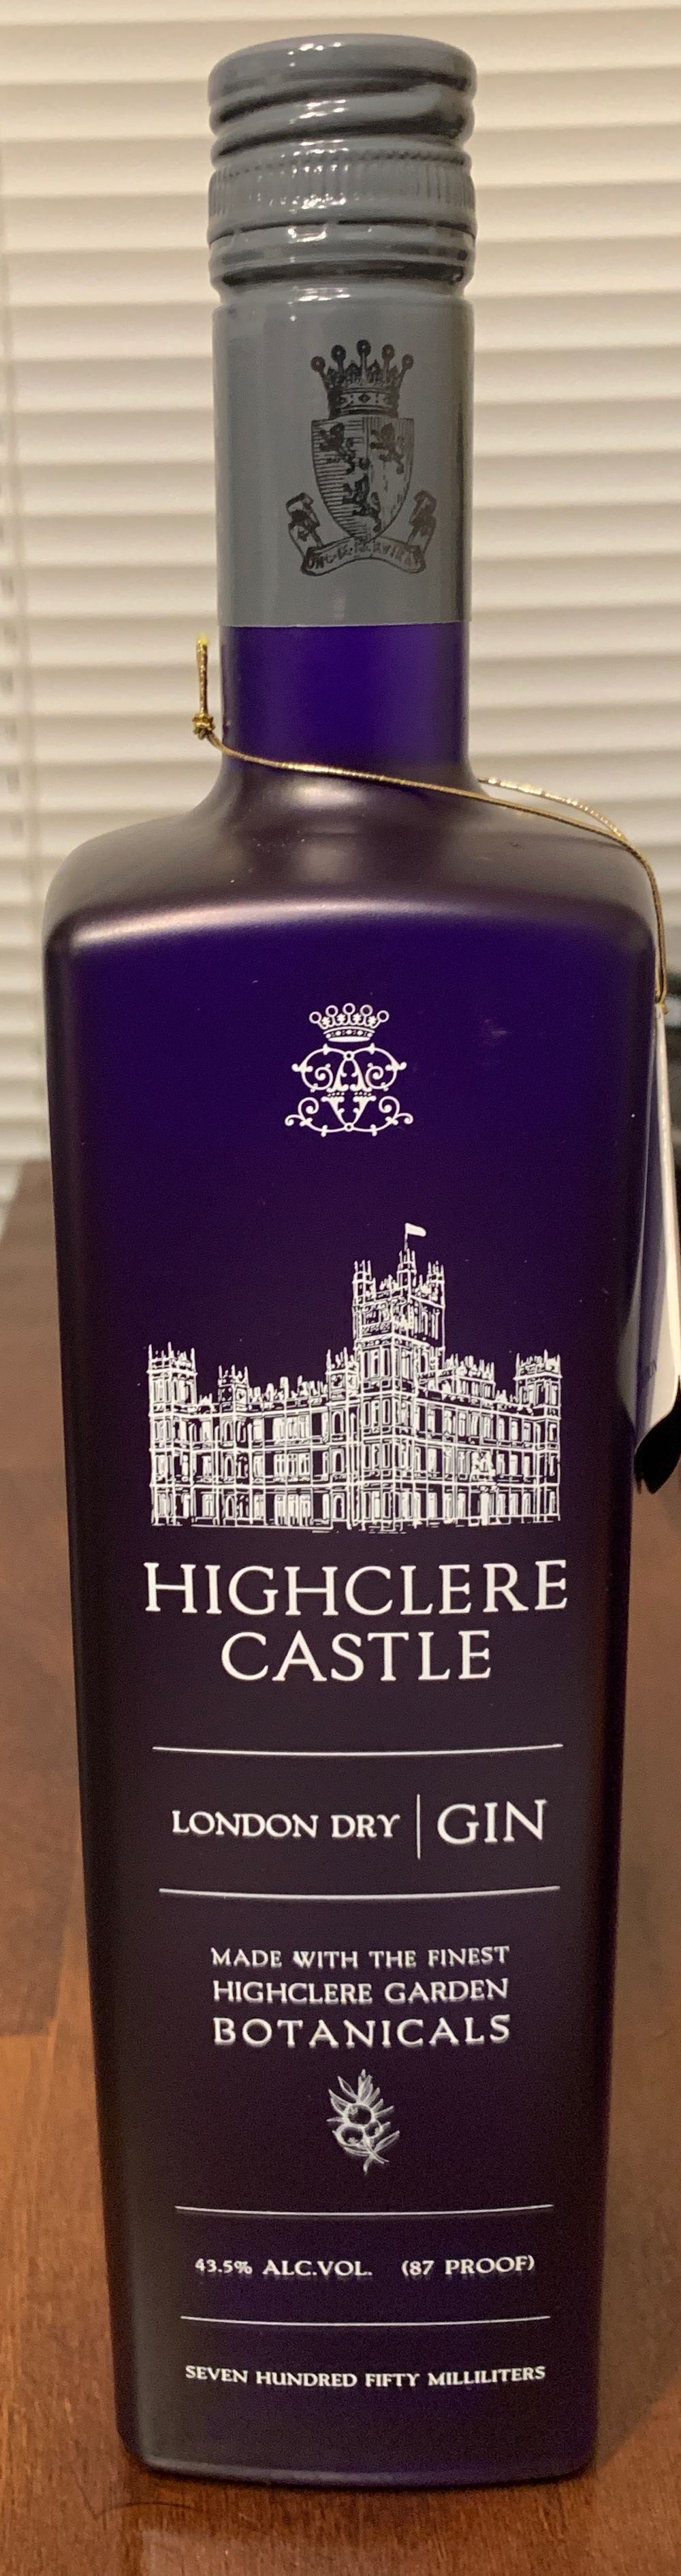 HIGHCLERE
CASTLE
LONDON DRY | GIN
MADE WITH THE FINEST
HIGHCLERE GARDEN
BOTANICALS
43.5% ALC.VOL. (87 PROOF)
SEVEN HUNDRED FIFTY MILLILITERS